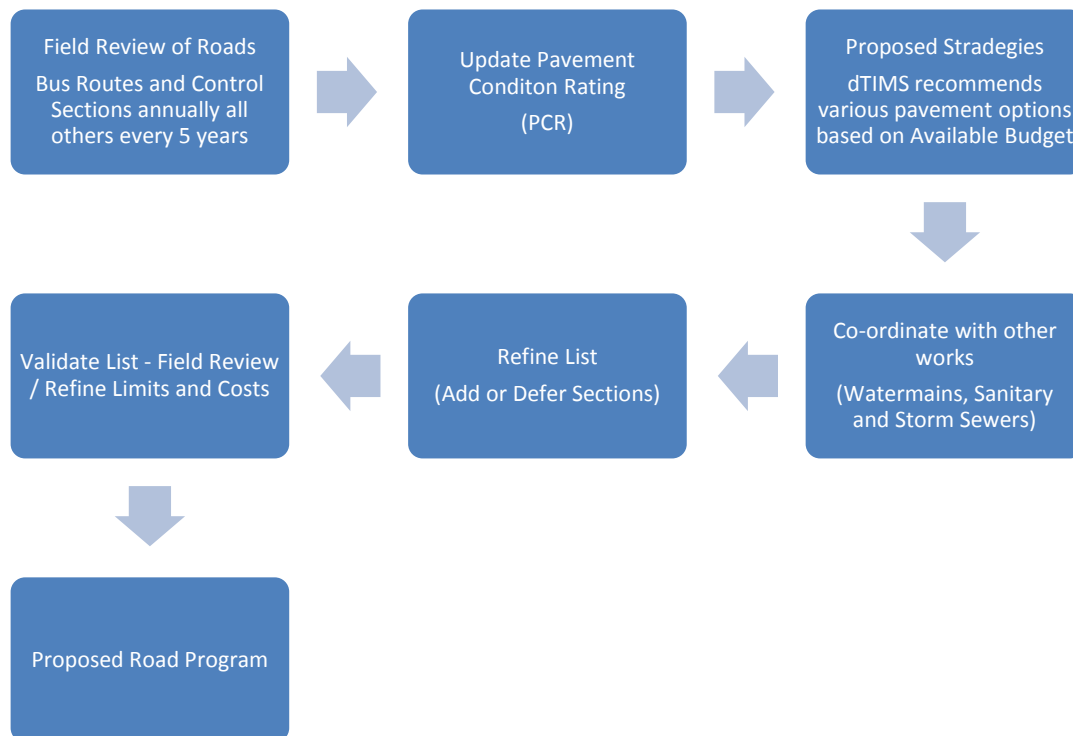 Field Review of Roads
Bus Routes and Control
Sections annually all
others every 5 years
Update Pavement
Conditon Rating
(PCR)
Proposed Stradegies
dTIMS recommends
various pavement options
based on Available Budget
Co-ordinate with other
works
(Watermains, Sanitary
and Storm Sewers)
Refine List
(Add or Defer Sections)
Validate List - Field Review
/ Refine Limits and Costs
Proposed Road Program